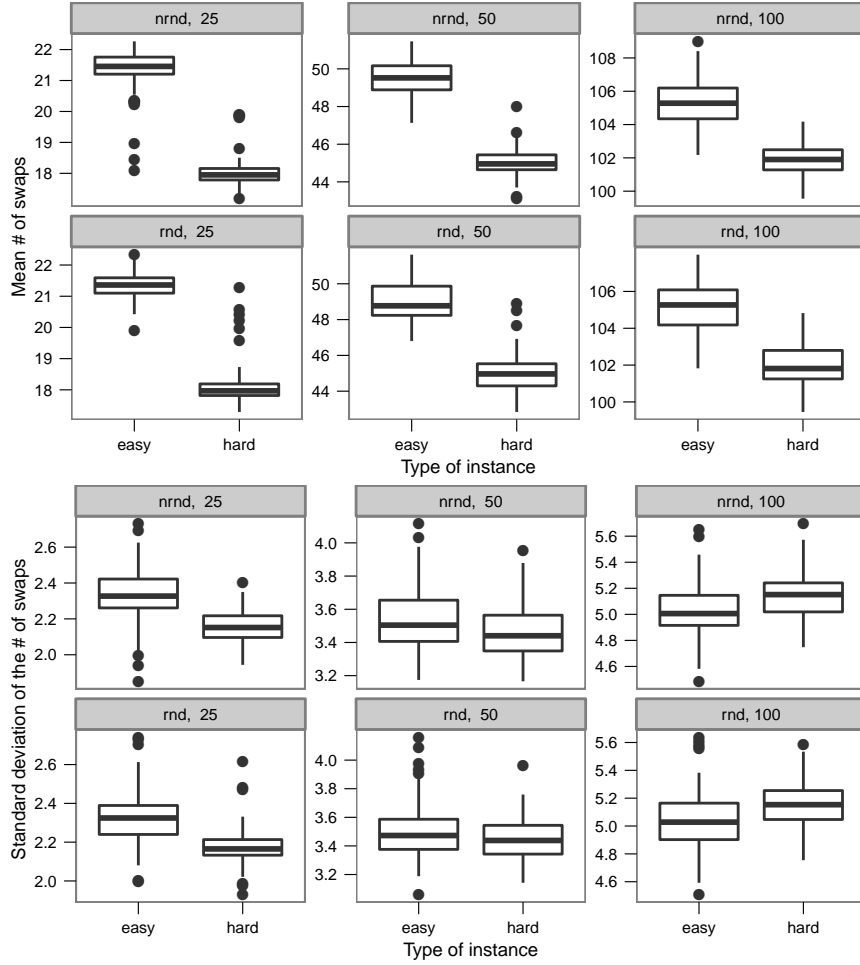 nrnd, 25
nrnd, 50
nrnd, 100
22
21
20
19
18
50
48
46
44
108
106
104
102
100
rnd, 25
rnd, 50
rnd, 100
22
21
20
19
18
50
48
46
44
106
104
102
100
Mean # of swaps
easy
hard
easy
hard
easy
hard
Type of instance
nrnd, 25
nrnd, 50
nrnd, 100
2.6
2.4
2.2
2.0
4.0
3.8
3.6
3.4
3.2
5.6
5.4
5.2
5.0
4.8
4.6
rnd, 25
rnd, 50
rnd, 100
2.6
2.4
2.2
2.0
4.0
3.8
3.6
3.4
3.2
5.6
5.4
5.2
5.0
4.8
4.6
Standard deviation of the # of swaps
easy
hard
easy
hard
easy
hard
Type of instance